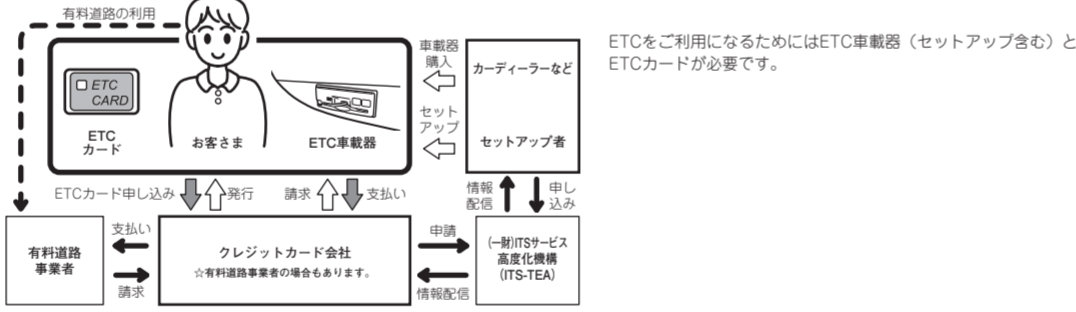 有料道路の利用
ETC
CARD
ETC
カード
お客さま
ETC車載器
車載器
購入
セット
アップ
カーディーラーなど
セットアップ者
ETCをご利用になるためにはETC車載器（セットアップ含む）と
ETCカードが必要です。
ETCカード申し込み
発行
請求
支払い
情報
配信
申し
込み
有料道路
事業者
支払い
請求
クレジットカード会社
☆有料道路事業者の場合もあります。
申請
情報配信
(一財)ITSサービス
高度化機構
(ITS-TEA)